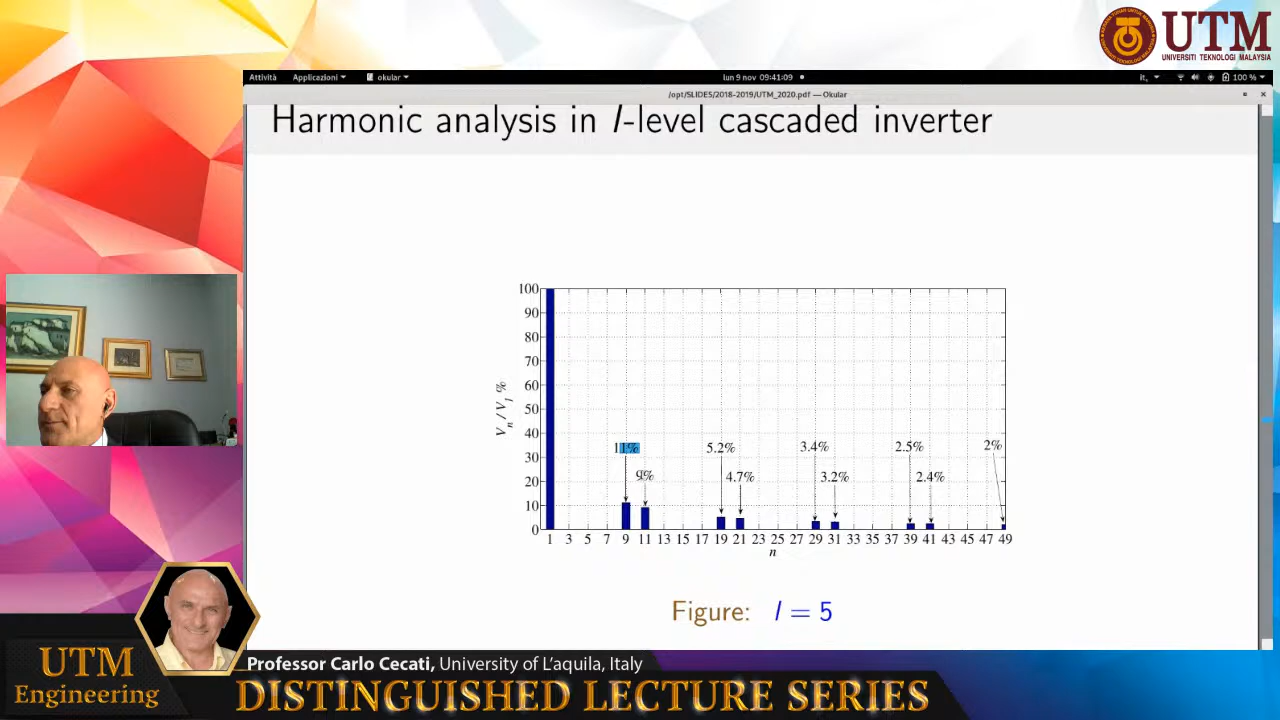 UTM
UNIVERSITI TEKNOLOGI MALAYSIA
Attività Applicazioni okular lun 9 nov 09:41:09 it, 100 %
/opt/SLIDES/2018-2019/UTM_2020.pdf — Okular
Harmonic analysis in l-level cascaded inverter
100
90
80
70
60
50
40
30
20
10
0
Vn / V1 %
11% 5.2% 3.4% 2.5% 2%
9% 4.7% 3.2% 2.4%
1 3 5 7 9 11 13 15 17 19 21 23 25 27 29 31 33 35 37 39 41 43 45 47 49
n
Figure: l = 5
UTM
Engineering
Professor Carlo Cecati, University of L'aquila, Italy
DISTINGUISHED LECTURE SERIES